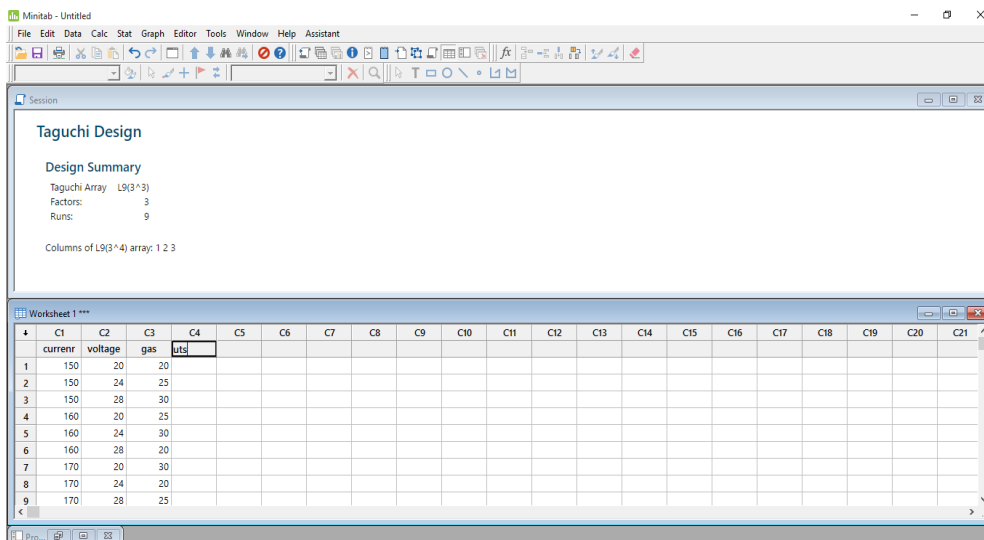 Minitab - Untitled
File Edit Data Calc Stat Graph Editor Tools Window Help Assistant
Session
Taguchi Design
Design Summary
Taguchi Array L9(3^3)
Factors: 3
Runs: 9
Columns of L9(3^4) array: 1 2 3
Worksheet 1 ***
C1 C2 C3 C4 C5 C6 C7 C8 C9 C10 C11 C12 C13 C14 C15 C16 C17 C18 C19 C20 C21
currenr voltage gas uts
1 150 20 20
2 150 24 25
3 150 28 30
4 160 20 25
5 160 24 30
6 160 28 20
7 170 20 30
8 170 24 20
9 170 28 25
Pro...